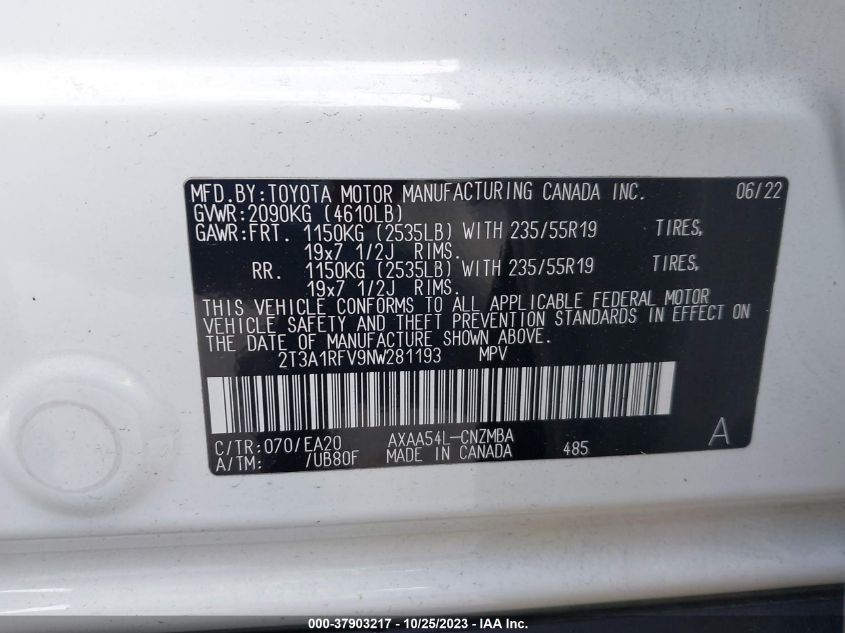 MFD.BY:TOYOTA MOTOR MANUFACTURING CANADA INC. 06/22
GVWR:2090KG (4610LB)
GAWR:FRT. 1150KG (2535LB) WITH 235/55R19 TIRES,
19x7 1/2J RIMS.
RR. 1150KG (2535LB) WITH 235/55R19 TIRES,
19x7 1/2J RIMS.
THIS VEHICLE CONFORMS TO ALL APPLICABLE FEDERAL MOTOR
VEHICLE SAFETY AND THEFT PREVENTION STANDARDS IN EFFECT ON
THE DATE OF MANUFACTURE SHOWN ABOVE.
2T3A1RFV9NW281193 MPV
C/TR:070/EA20 AXAA54L-CNZMBA A
A/TM: /UB80F MADE IN CANADA 485
000-37903217 - 10/25/2023 - © IAA Inc.